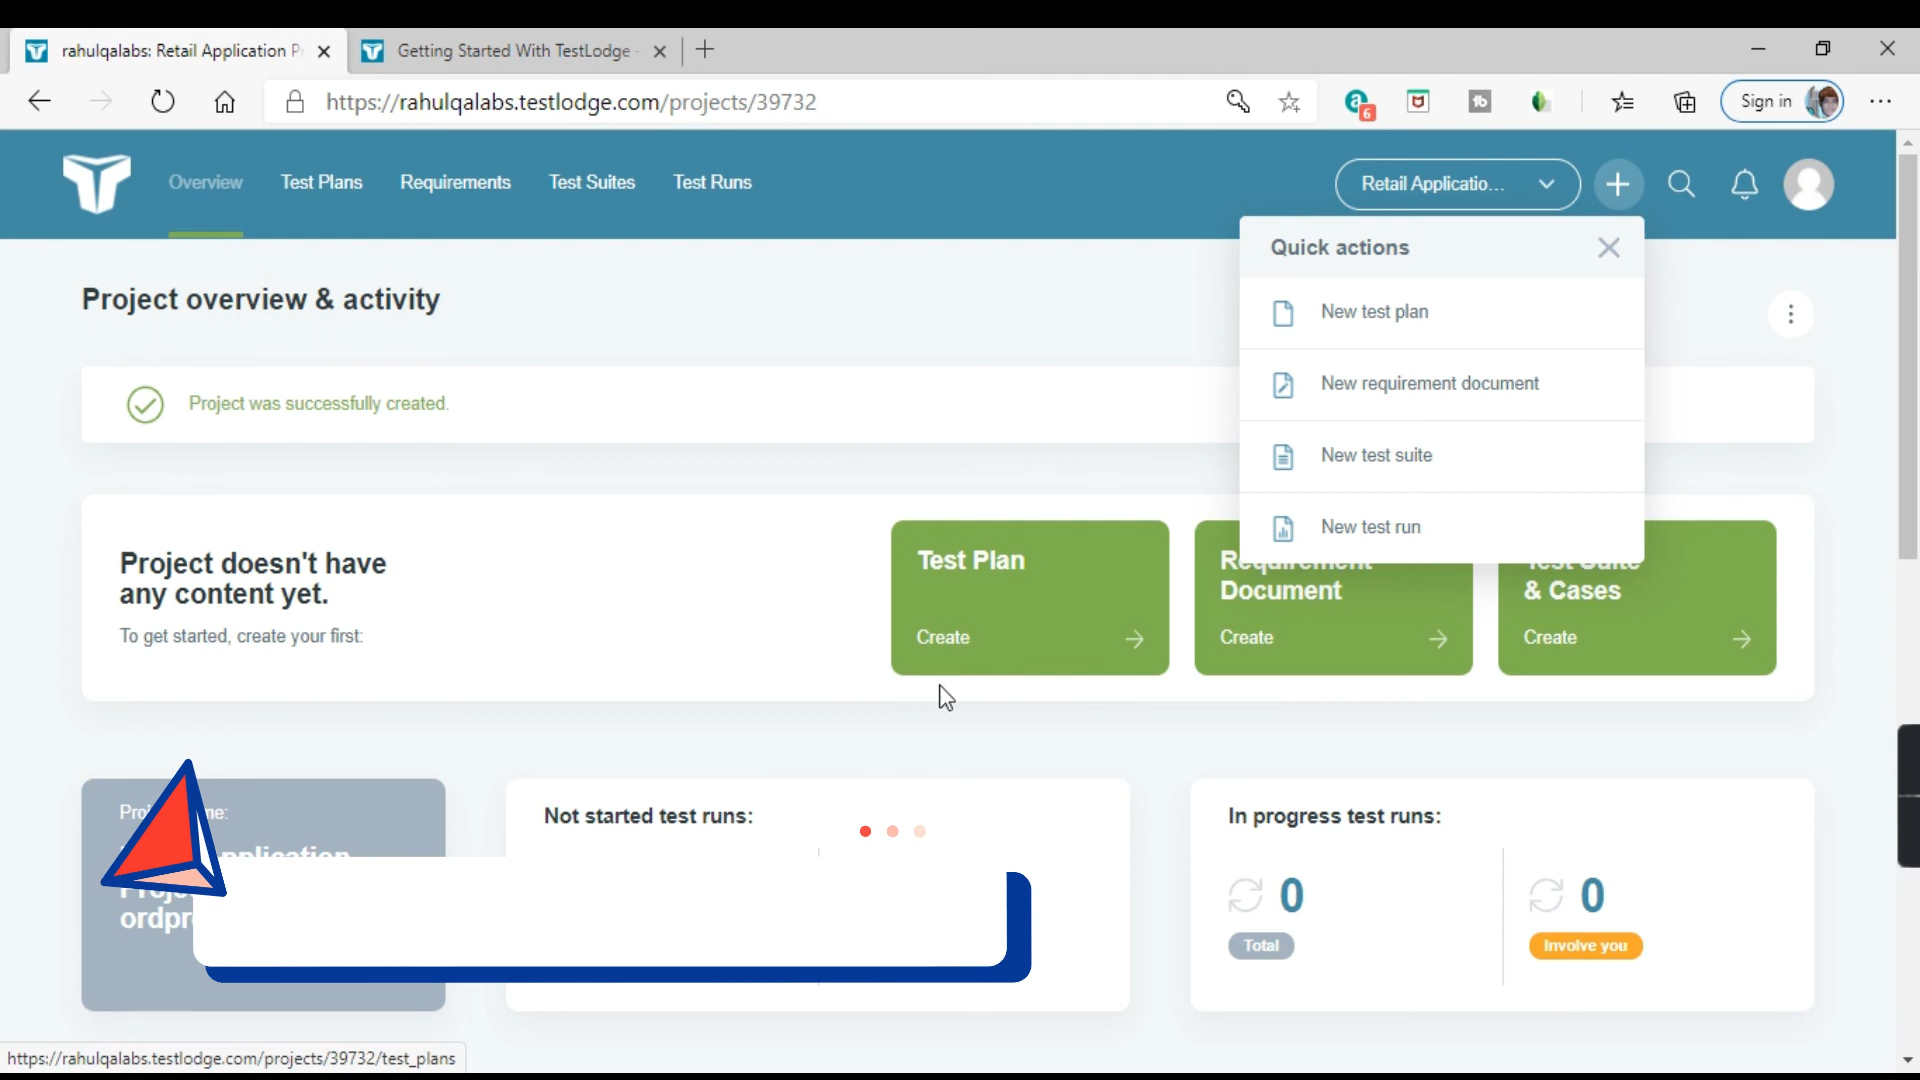 rahulqalabs: Retail Application P
Getting Started With TestLodge -
https://rahulqalabs.testlodge.com/projects/39732
6
Sign in
Overview
Test Plans
Requirements
Test Suites
Test Runs
Retail Applicatio...
Quick actions
New test plan
New requirement document
New test suite
New test run
Project overview & activity
Project was successfully created.
Project doesn't have
any content yet.
To get started, create your first:
Test Plan
Create
Requirement
Document
Create
Test Suite
& Cases
Create
Not started test runs:
In progress test runs:
0
Total
0
Involve you
https://rahulqalabs.testlodge.com/projects/39732/test_plans